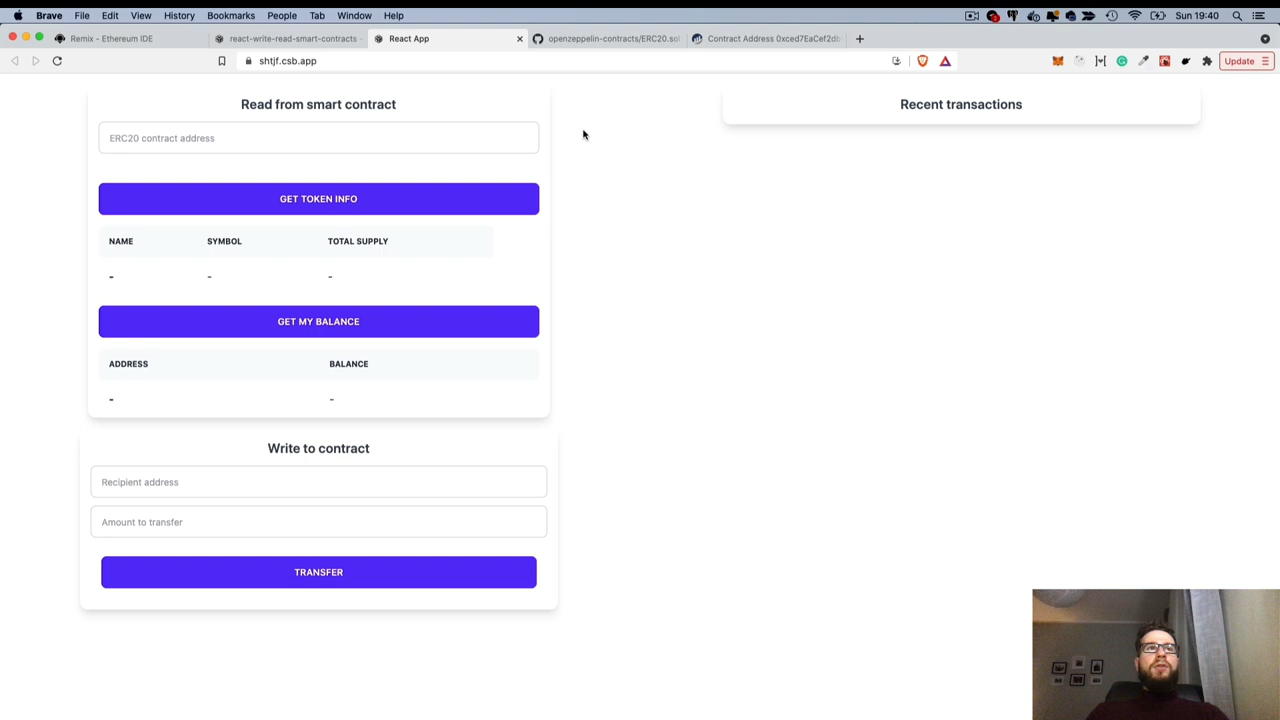 Brave File Edit View History Bookmarks People Tab Window Help Sun 19:40
Remix - Ethereum IDE react-write-read-smart-contracts - React App openzeppelin-contracts/ERC20.sol Contract Address 0xced7EaCef2db
shtjf.csb.app Update
Read from smart contract
ERC20 contract address
GET TOKEN INFO
NAME SYMBOL TOTAL SUPPLY
- - -
GET MY BALANCE
ADDRESS BALANCE
- -
Write to contract
Recipient address
Amount to transfer
TRANSFER
Recent transactions